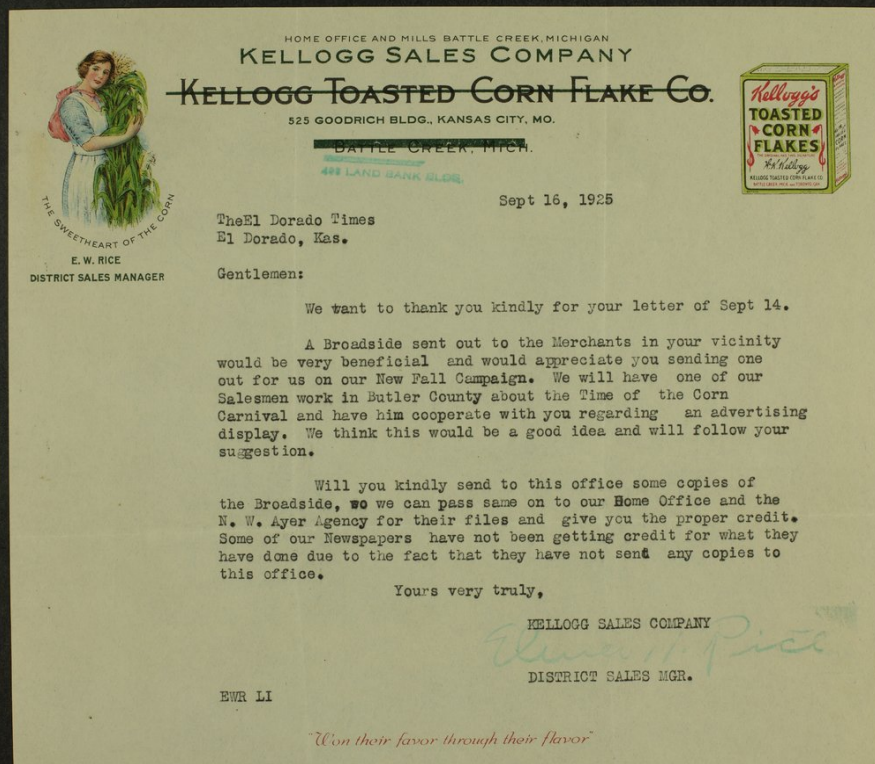 HOME OFFICE AND MILLS BATTLE CREEK, MICHIGAN
KELLOGG SALES COMPANY
KELLOGG TOASTED CORN FLAKE CO.
525 GOODRICH BLDG., KANSAS CITY, MO.
BATTLE CREEK, MICH.
LAND BANK BLDG.
THE SWEETHEART OF THE CORN
E. W. RICE
DISTRICT SALES MANAGER
Kellogg's
TOASTED
CORN
FLAKES
W.K. Kellogg
KELLOGG TOASTED CORN FLAKE CO.
Sept 16, 1925
TheEl Dorado Times
El Dorado, Kas.
Gentlemen:
We want to thank you kindly for your letter of Sept 14.
A Broadside sent out to the Merchants in your vicinity
would be very beneficial and would appreciate you sending one
out for us on our New Fall Campaign. We will have one of our
Salesmen work in Butler County about the Time of the Corn
Carnival and have him cooperate with you regarding an advertising
display. We think this would be a good idea and will follow your
suggestion.
Will you kindly send to this office some copies of
the Broadside, so we can pass same on to our Home Office and the
N. W. Ayer Agency for their files and give you the proper credit.
Some of our Newspapers have not been getting credit for what they
have done due to the fact that they have not send any copies to
this office.
Yours very truly,
KELLOGG SALES COMPANY
Rice
DISTRICT SALES MGR.
EWR LI
"Won their favor through their flavor"